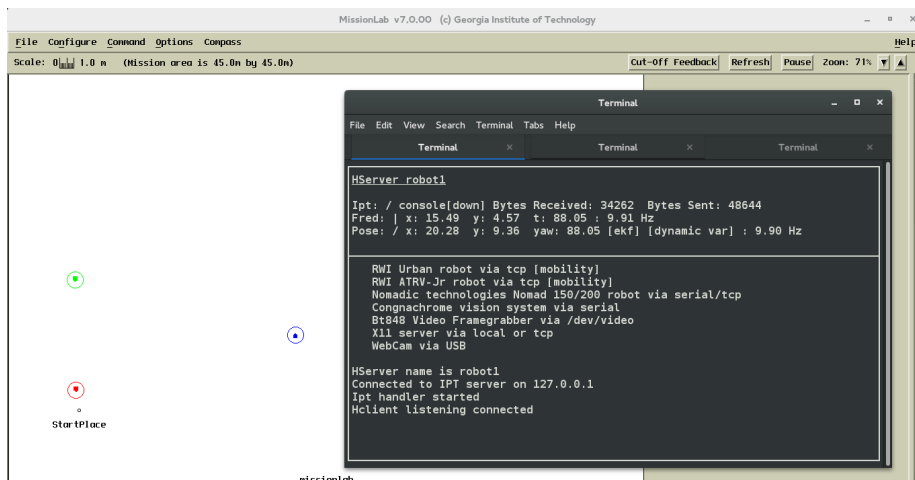 MissionLab v7.0.00 (c) Georgia Institute of Technology
File Configure Command Options Compass Help
Scale: 0 1.0 m (Mission area is 45.0m by 45.0m) Cut-Off Feedback Refresh Pause Zoom: 71%
Terminal
File Edit View Search Terminal Tabs Help
Terminal Terminal Terminal
HServer robot1
Ipt: / console[down] Bytes Received: 34262 Bytes Sent: 48644
Fred: | x: 15.49 y: 4.57 t: 88.05 : 9.91 Hz
Pose: / x: 20.28 y: 9.36 yaw: 88.05 [ekf] [dynamic var] : 9.90 Hz
RWI Urban robot via tcp [mobility]
RWI ATRV-Jr robot via tcp [mobility]
Nomadic technologies Nomad 150/200 robot via serial/tcp
Congnachrome vision system via serial
Bt848 Video Framegrabber via /dev/video
X11 server via local or tcp
WebCam via USB
HServer name is robot1
Connected to IPT server on 127.0.0.1
Ipt handler started
Hclient listening connected
StartPlace
missionlab